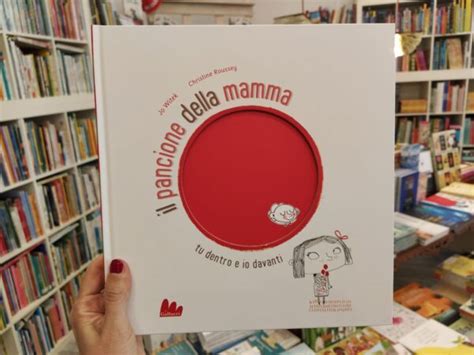 Jo Witek
Christine Roussey
il pancione della mamma
tu dentro e io davanti